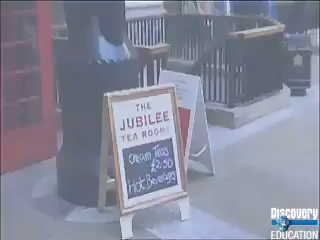 THE
JUBILEE
TEA ROOMS
Cream Teas
£2.50
Hot Beverages
Discovery
EDUCATION